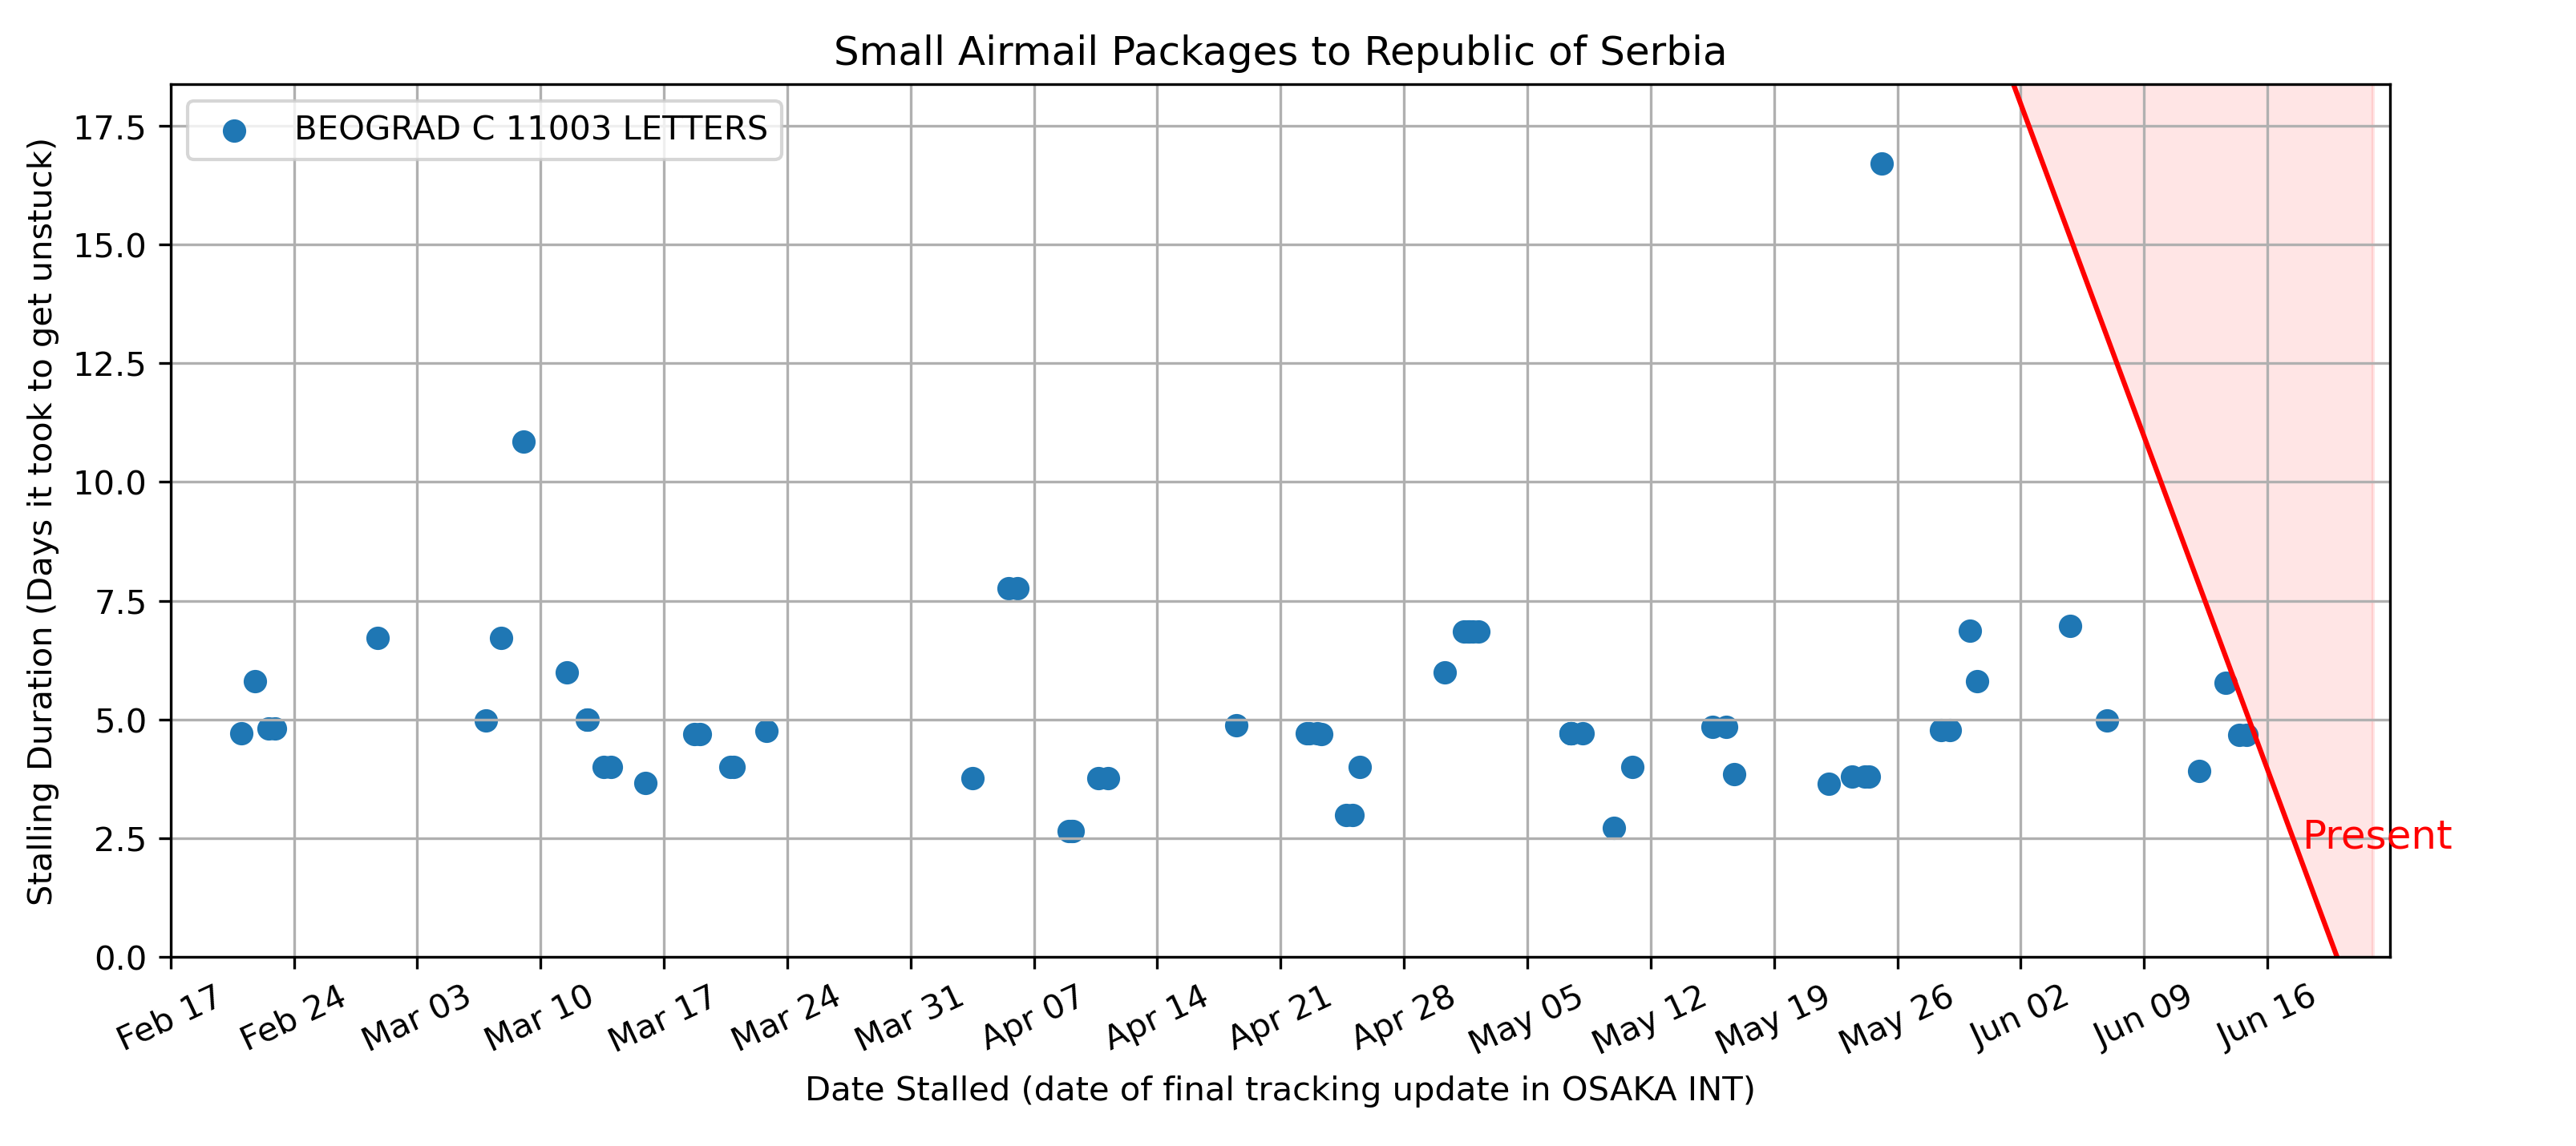 Small Airmail Packages to Republic of Serbia
BEOGRAD C 11003 LETTERS
Stalling Duration (Days it took to get unstuck)
17.5
15.0
12.5
10.0
7.5
5.0
2.5
0.0
Present
Feb 17 Feb 24 Mar 03 Mar 10 Mar 17 Mar 24 Mar 31 Apr 07 Apr 14 Apr 21 Apr 28 May 05 May 12 May 19 May 26 Jun 02 Jun 09 Jun 16
Date Stalled (date of final tracking update in OSAKA INT)